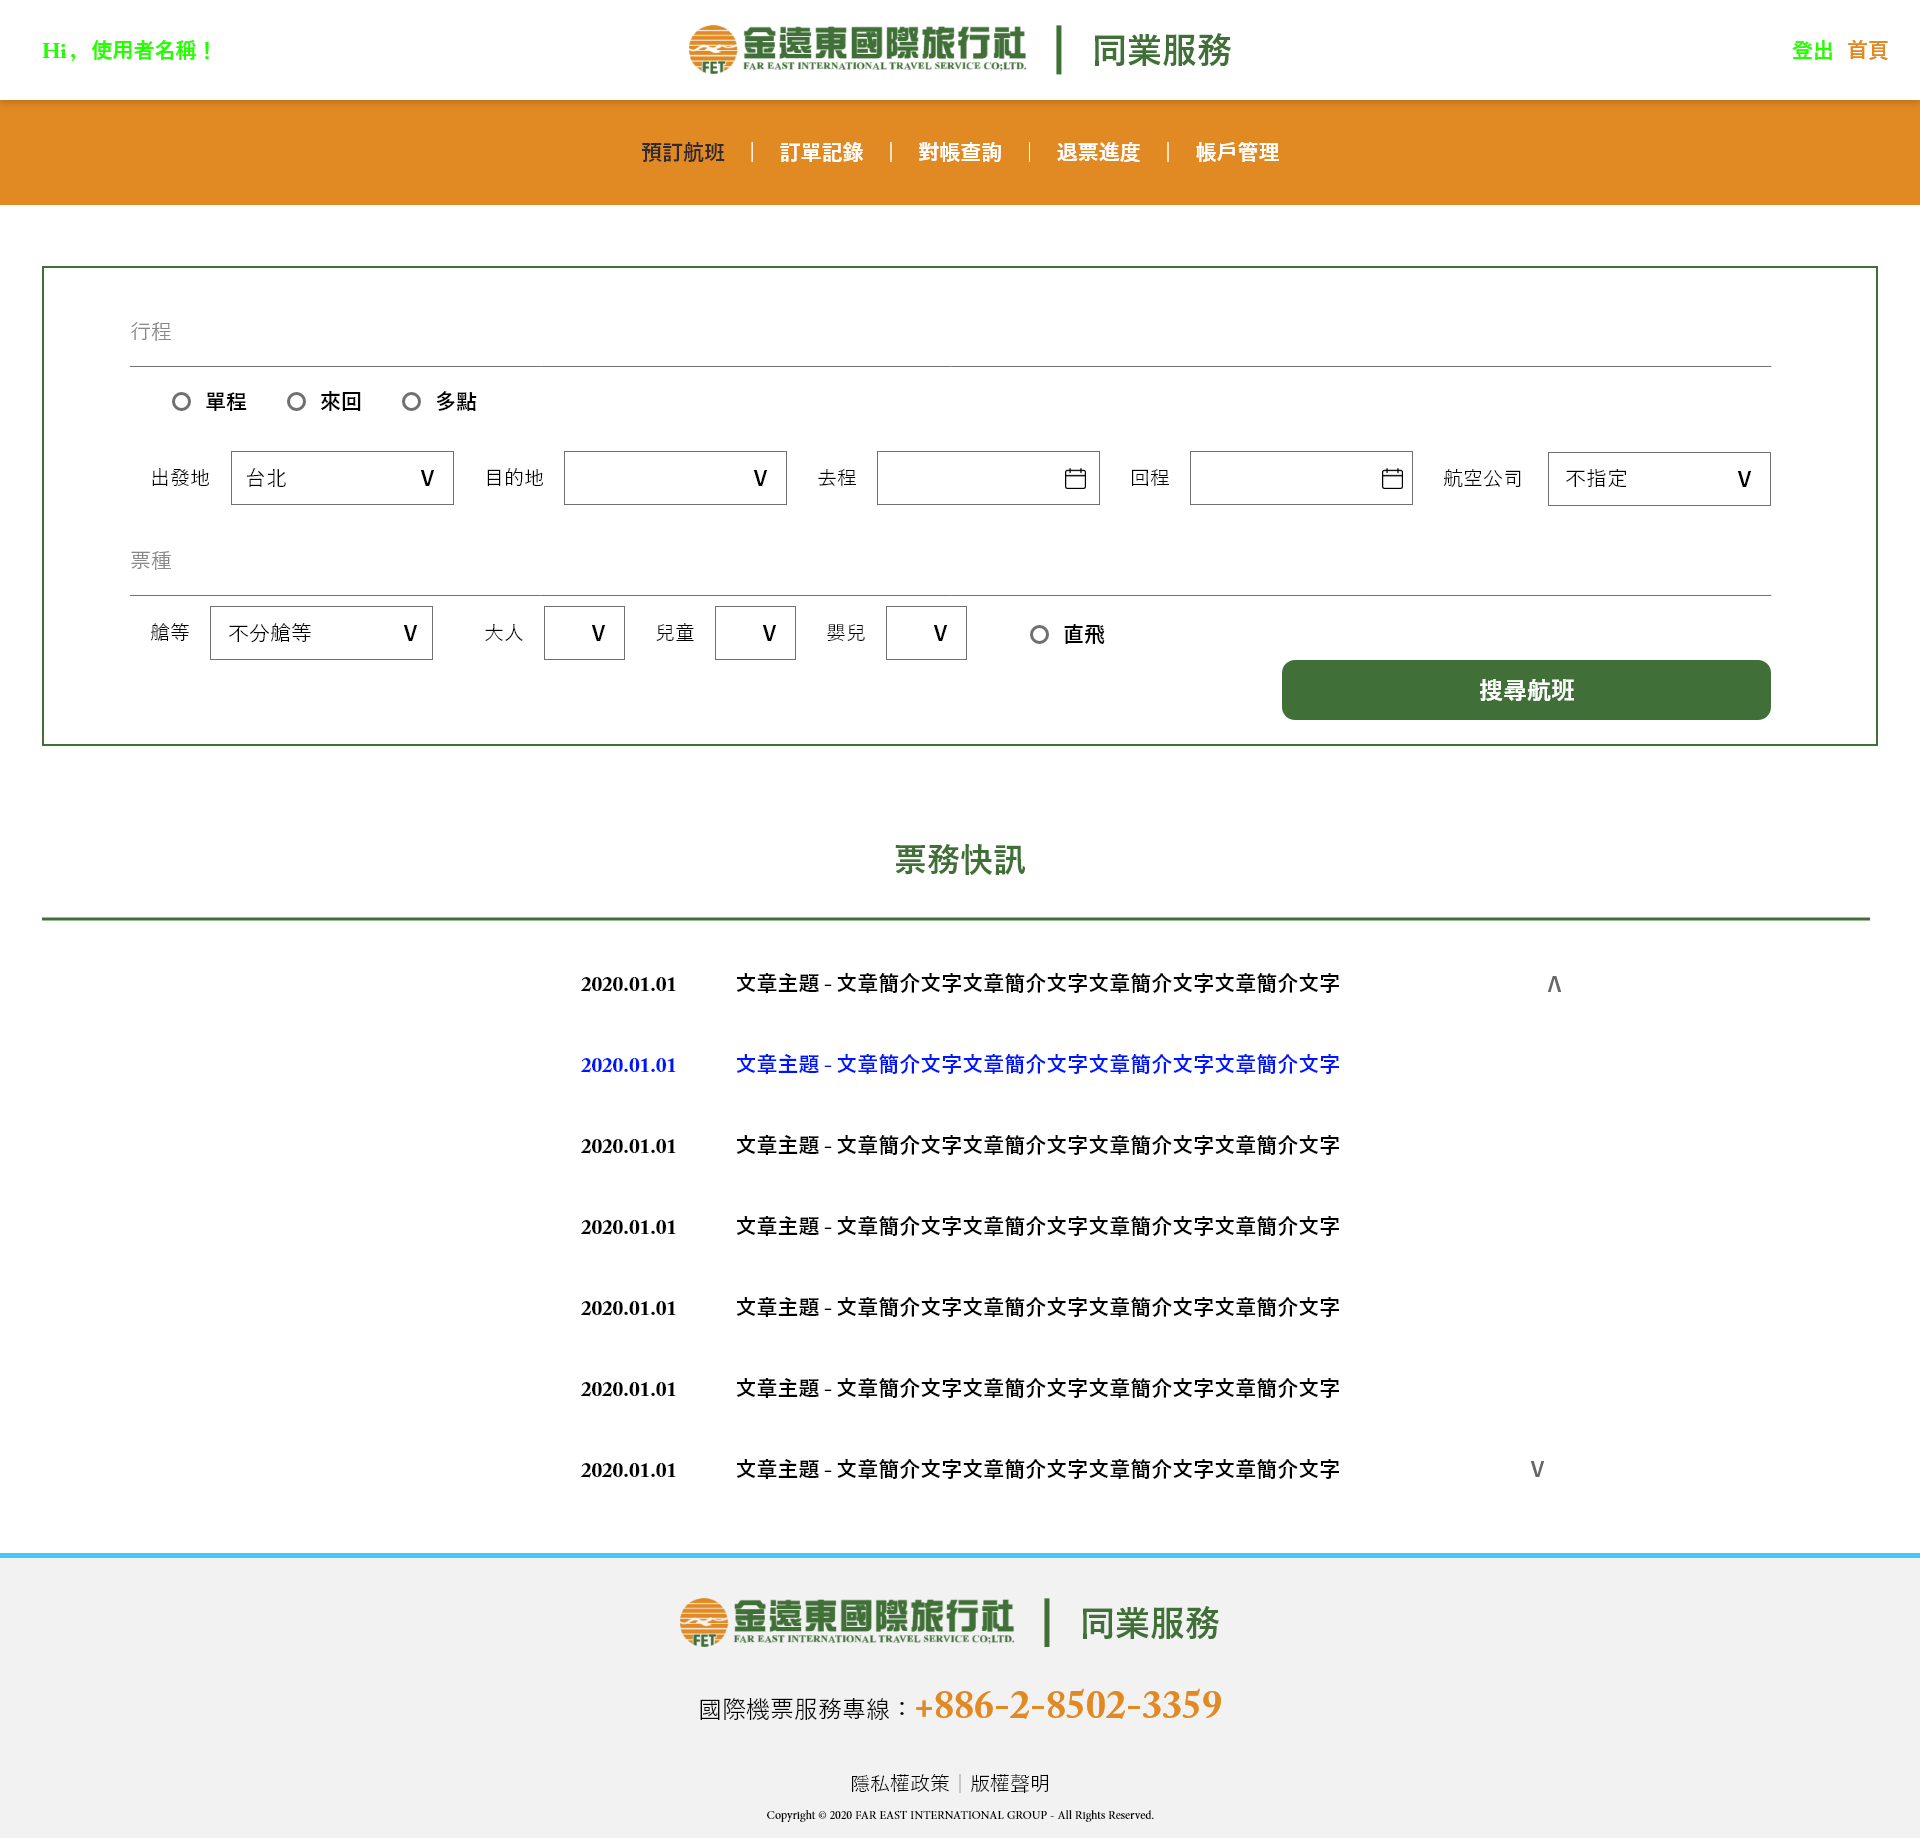 Hi，使用者名稱！
金遠東國際旅行社 | 同業服務
FET FAR EAST INTERNATIONAL TRAVEL SERVICE CO;LTD.
登出 首頁
預訂航班 | 訂單記錄 | 對帳查詢 | 退票進度 | 帳戶管理
行程
單程 來回 多點
出發地 台北 V 目的地 V 去程 回程 航空公司 不指定 V
票種
艙等 不分艙等 V 大人 V 兒童 V 嬰兒 V 直飛
搜尋航班
票務快訊
2020.01.01 文章主題 - 文章簡介文字文章簡介文字文章簡介文字文章簡介文字
2020.01.01 文章主題 - 文章簡介文字文章簡介文字文章簡介文字文章簡介文字
2020.01.01 文章主題 - 文章簡介文字文章簡介文字文章簡介文字文章簡介文字
2020.01.01 文章主題 - 文章簡介文字文章簡介文字文章簡介文字文章簡介文字
2020.01.01 文章主題 - 文章簡介文字文章簡介文字文章簡介文字文章簡介文字
2020.01.01 文章主題 - 文章簡介文字文章簡介文字文章簡介文字文章簡介文字
2020.01.01 文章主題 - 文章簡介文字文章簡介文字文章簡介文字文章簡介文字 V
金遠東國際旅行社 | 同業服務
FET FAR EAST INTERNATIONAL TRAVEL SERVICE CO;LTD.
國際機票服務專線：+886-2-8502-3359
隱私權政策｜版權聲明
Copyright © 2020 FAR EAST INTERNATIONAL GROUP - All Rights Reserved.